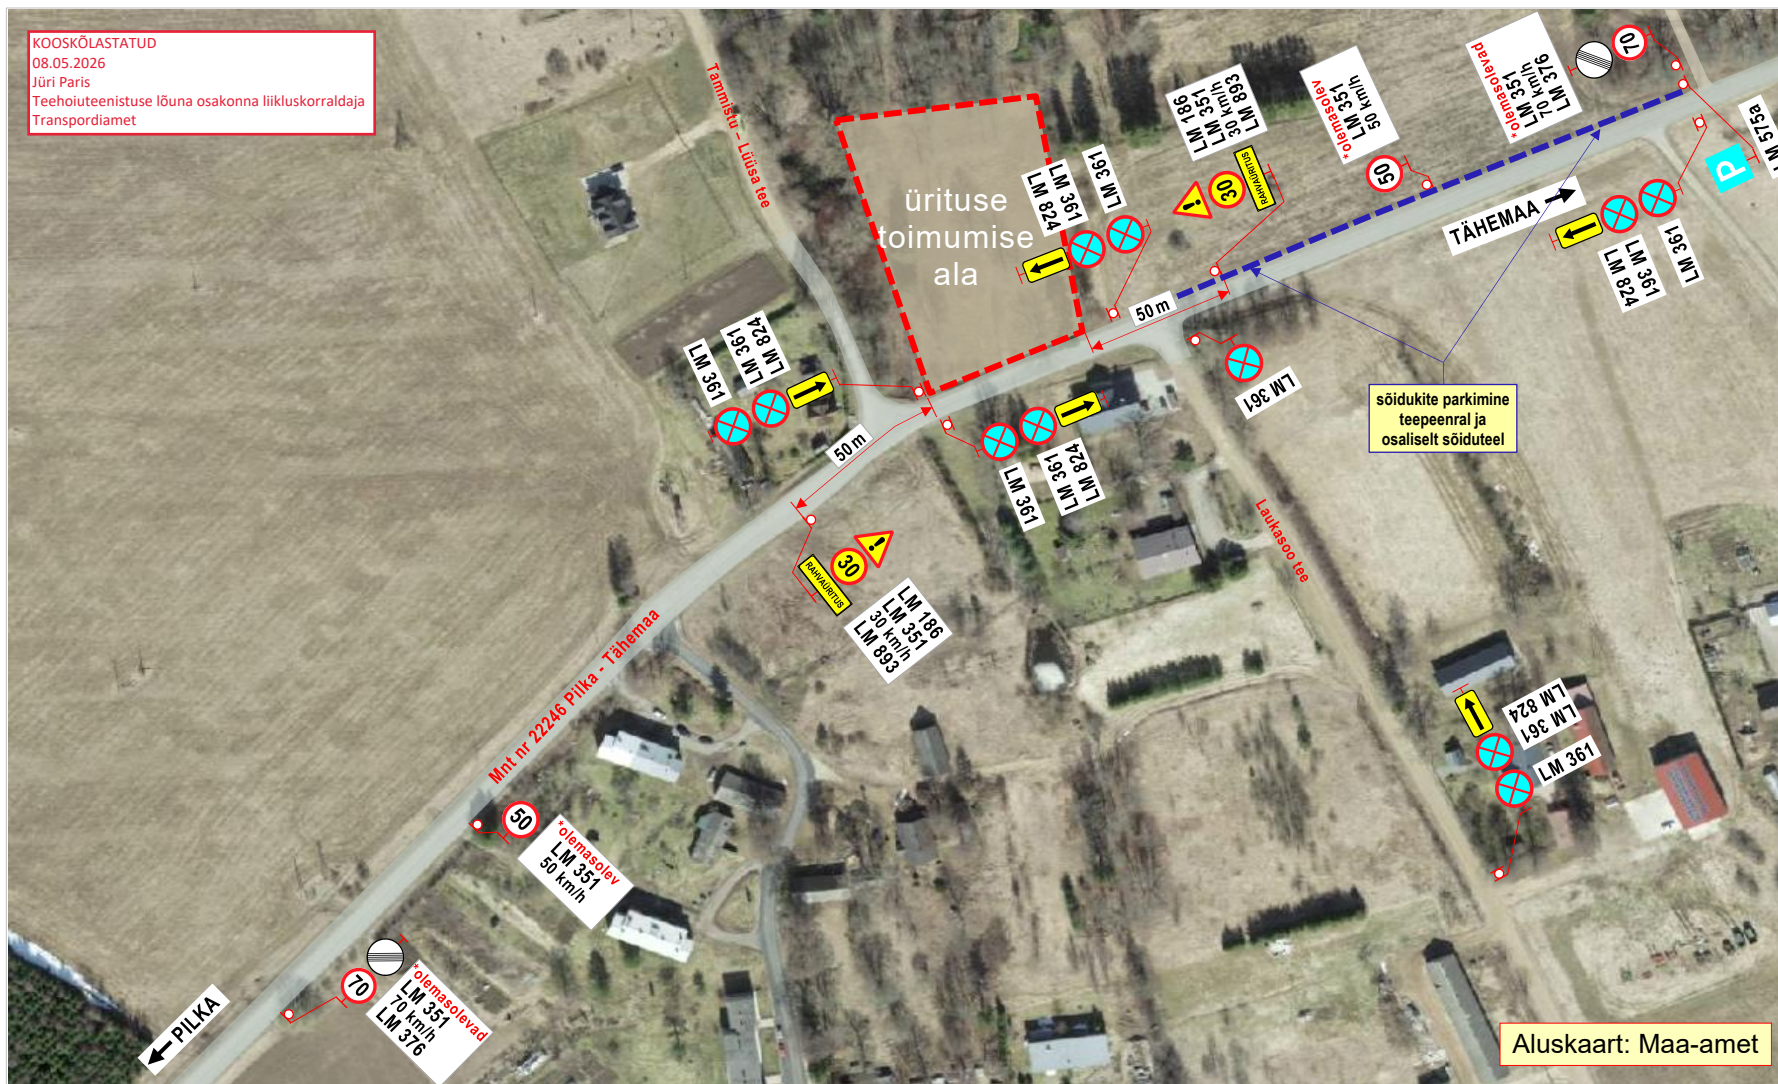 KOOSKÕLASTATUD
08.05.2026
Jüri Paris
Teehoiuteenistuse lõuna osakonna liikluskorraldaja
Transpordiamet
Tammistu – Lüüsa tee
ürituse
toimumise
ala
LM 361
LM 824
LM 361
LM 186
LM 351
30 km/h
LM 893
30
RAHVAÜRITUS
*olemasolev
LM 351
50 km/h
50
*olemasolevad
LM 351
70 km/h
LM 376
70
LM 575a
P
TÄHEMAA
LM 824
LM 361
LM 361
50 m
LM 361
sõidukite parkimine
teepeenral ja
osaliselt sõiduteel
LM 361
LM 361
LM 824
50 m
LM 361
LM 361
LM 824
Laukasoo tee
30
RAHVAÜRITUS
LM 186
LM 351
30 km/h
LM 893
Mnt nr 22246 Pilka - Tähemaa
LM 824
LM 361
LM 361
50
*olemasolev
LM 351
50 km/h
70
*olemasolevad
LM 351
70 km/h
LM 376
PILKA
Aluskaart: Maa-amet